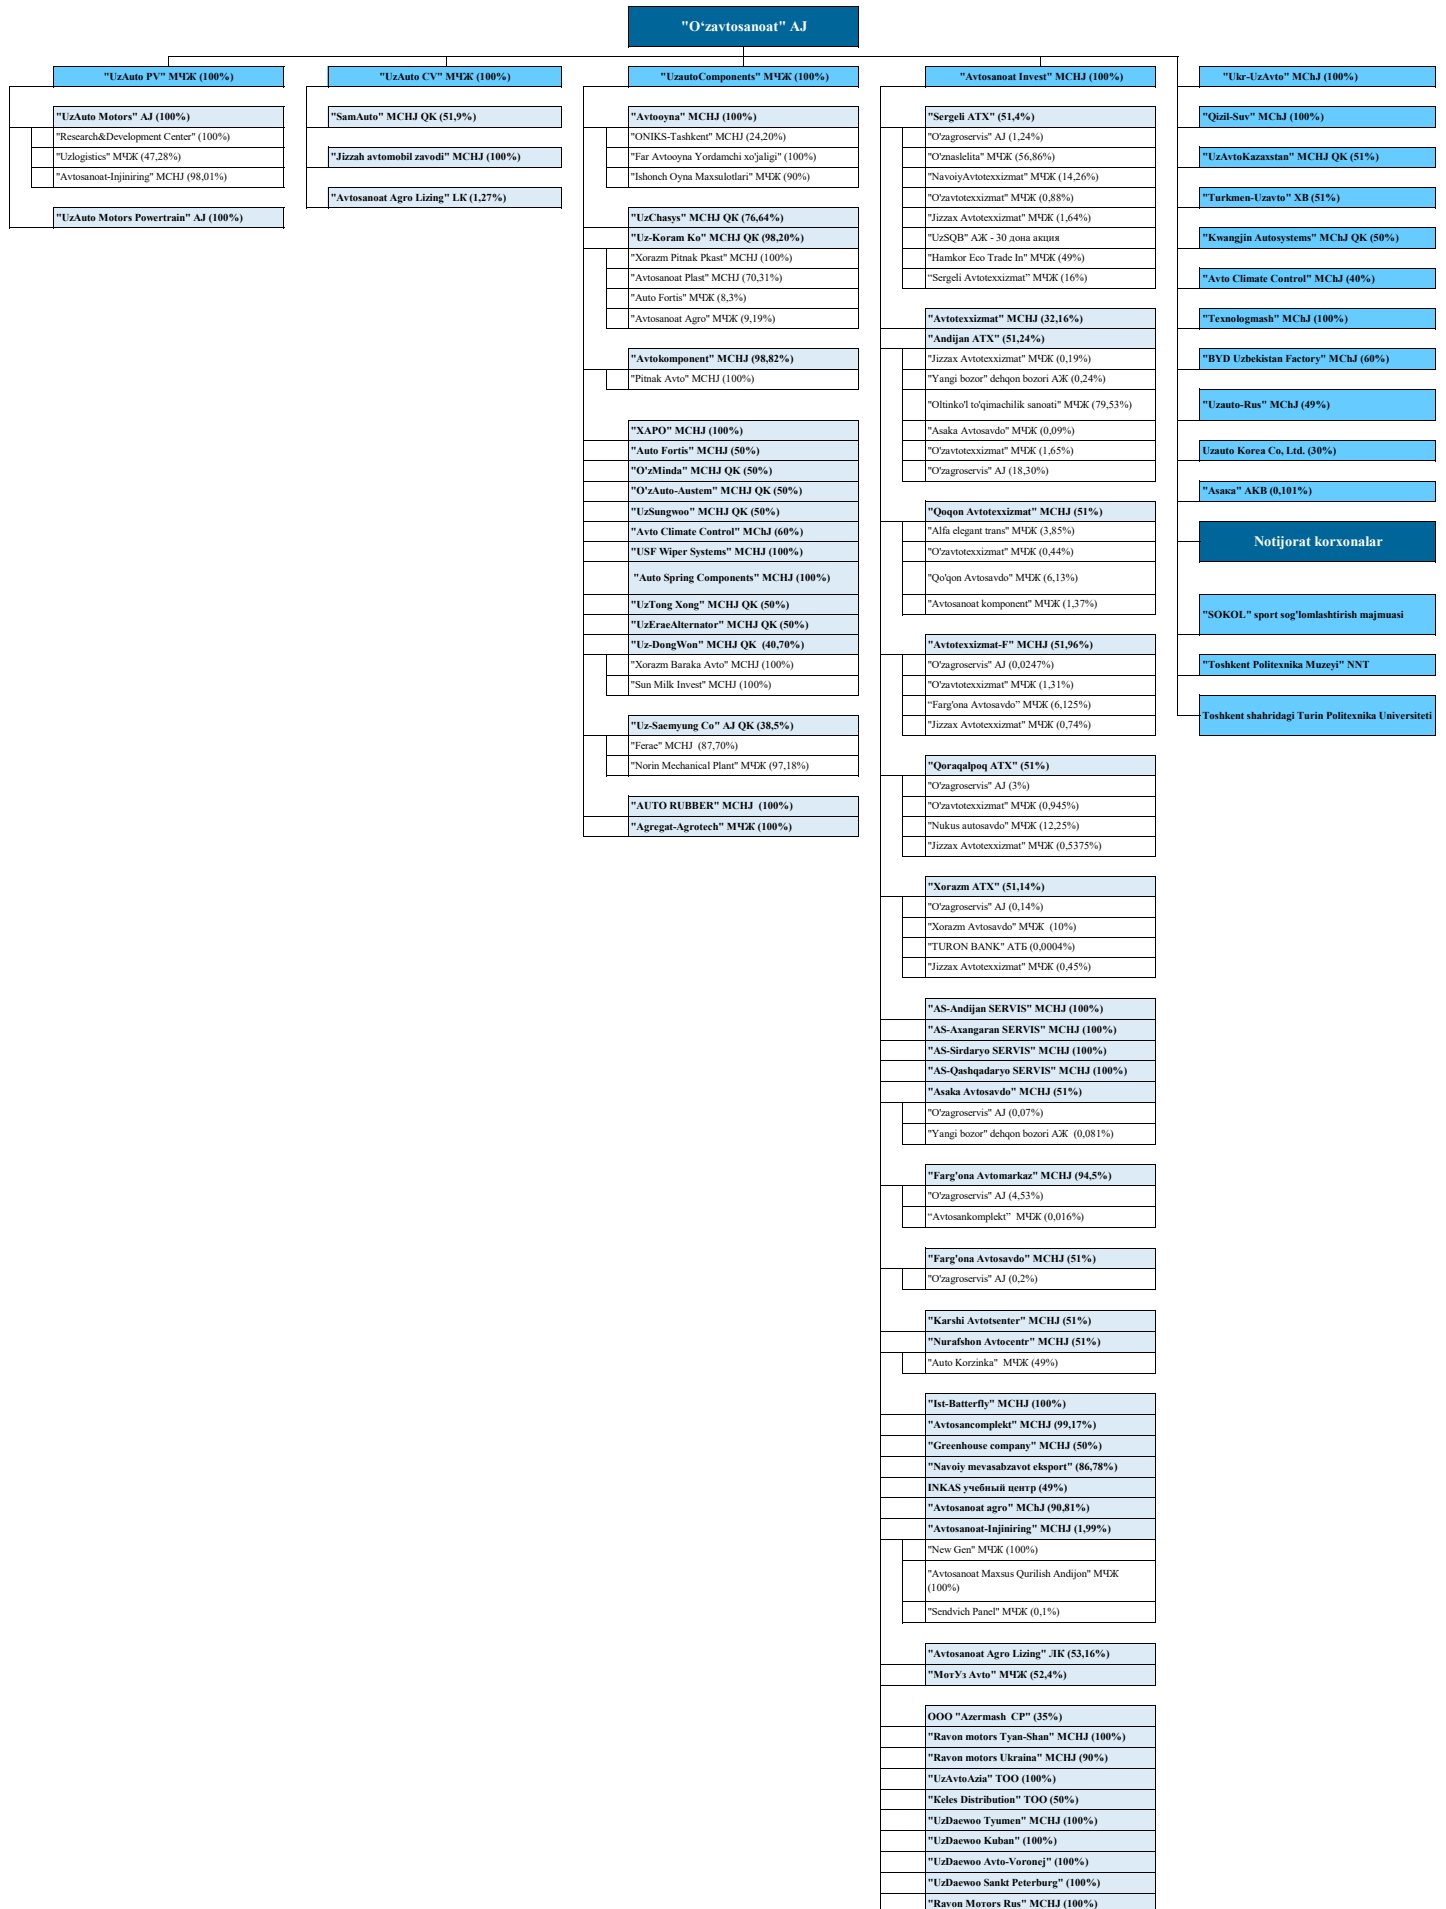 "O‘zavtosanoat" AJ
"UzAuto PV" МЧЖ (100%)
"UzAuto Motors" AJ (100%)
"Research&Development Center" (100%)
"Uzlogistics" МЧЖ (47,28%)
"Avtosanoat-Injiniring" MCHJ (98,01%)
"UzAuto Motors Powertrain" AJ (100%)
"UzAuto CV" МЧЖ (100%)
"SamAuto" MCHJ QK (51,9%)
"Jizzah avtomobil zavodi" MCHJ (100%)
"Avtosanoat Agro Lizing" LK (1,27%)
"UzautoComponents" МЧЖ (100%)
"Avtooyna" MCHJ (100%)
"ONIKS-Tashkent" MCHJ (24,20%)
"Far Avtooyna Yordamchi xo'jaligi" (100%)
"Ishonch Oyna Maxsulotlari" МЧЖ (90%)
"UzChasys" MCHJ QK (76,64%)
"Uz-Koram Ko" MCHJ QK (98,20%)
"Xorazm Pitnak Pkast" MCHJ (100%)
"Avtosanoat Plast" MCHJ (70,31%)
"Auto Fortis" МЧЖ (8,3%)
"Avtosanoat Agro" МЧЖ (9,19%)
"Avtokomponent" MCHJ (98,82%)
"Pitnak Avto" MCHJ (100%)
"XAPO" MCHJ (100%)
"Auto Fortis" MCHJ (50%)
"O'zMinda" MCHJ QK (50%)
"O'zAuto-Austem" MCHJ QK (50%)
"UzSungwoo" MCHJ QK (50%)
"Avto Climate Control" MChJ (60%)
"USF Wiper Systems" MCHJ (100%)
"Auto Spring Components" MCHJ (100%)
"UzTong Xong" MCHJ QK (50%)
"UzEraeAlternator" MCHJ QK (50%)
"Uz-DongWon" MCHJ QK (40,70%)
"Xorazm Baraka Avto" MCHJ (100%)
"Sun Milk Invest" MCHJ (100%)
"Uz-Saemyung Co" AJ QK (38,5%)
"Ferae" MCHJ (87,70%)
"Norin Mechanical Plant" МЧЖ (97,18%)
"AUTO RUBBER" MCHJ (100%)
"Agregat-Agrotech" МЧЖ (100%)
"Avtosanoat Invest" MCHJ (100%)
"Sergeli ATX" (51,4%)
"O'zagroservis" AJ (1,24%)
"O'znaslelita" МЧЖ (56,86%)
"NavoiyAvtotexxizmat" МЧЖ (14,26%)
"O'zavtotexxizmat" МЧЖ (0,88%)
"Jizzax Avtotexxizmat" МЧЖ (1,64%)
"UzSQB" АЖ - 30 дона акция
"Hamkor Eco Trade In" МЧЖ (49%)
“Sergeli Avtotexxizmat” МЧЖ (16%)
"Avtotexxizmat" MCHJ (32,16%)
"Andijan ATX" (51,24%)
"Jizzax Avtotexxizmat" МЧЖ (0,19%)
"Yangi bozor" dehqon bozori АЖ (0,24%)
"Oltinko'l to'qimachilik sanoati" МЧЖ (79,53%)
"Asaka Avtosavdo" МЧЖ (0,09%)
"O'zavtotexxizmat" МЧЖ (1,65%)
"O'zagroservis" AJ (18,30%)
"Qoqon Avtotexxizmat" MCHJ (51%)
"Alfa elegant trans" МЧЖ (3,85%)
"O'zavtotexxizmat" МЧЖ (0,44%)
"Qo'qon Avtosavdo" МЧЖ (6,13%)
"Avtosanoat komponent" МЧЖ (1,37%)
"Avtotexxizmat-F" MCHJ (51,96%)
"O'zagroservis" AJ (0,0247%)
"O'zavtotexxizmat" МЧЖ (1,31%)
“Farg'ona Avtosavdo” МЧЖ (6,125%)
"Jizzax Avtotexxizmat" МЧЖ (0,74%)
"Qoraqalpoq ATX" (51%)
"O'zagroservis" AJ (3%)
"O'zavtotexxizmat" МЧЖ (0,945%)
"Nukus autosavdo" МЧЖ (12,25%)
"Jizzax Avtotexxizmat" МЧЖ (0,5375%)
"Xorazm ATX" (51,14%)
"O'zagroservis" AJ (0,14%)
"Xorazm Avtosavdo" МЧЖ (10%)
"TURON BANK" АТБ (0,0004%)
"Jizzax Avtotexxizmat" МЧЖ (0,45%)
"AS-Andijan SERVIS" MCHJ (100%)
"AS-Axangaran SERVIS" MCHJ (100%)
"AS-Sirdaryo SERVIS" MCHJ (100%)
"AS-Qashqadaryo SERVIS" MCHJ (100%)
"Asaka Avtosavdo" MCHJ (51%)
"O'zagroservis" AJ (0,07%)
"Yangi bozor" dehqon bozori АЖ (0,081%)
"Farg'ona Avtomarkaz" MCHJ (94,5%)
"O'zagroservis" AJ (4,53%)
“Avtosankomplekt” МЧЖ (0,016%)
"Farg'ona Avtosavdo" MCHJ (51%)
"O'zagroservis" AJ (0,2%)
"Karshi Avtotsenter" MCHJ (51%)
"Nurafshon Avtocentr" MCHJ (51%)
"Auto Korzinka" МЧЖ (49%)
"Ist-Batterfly" MCHJ (100%)
"Avtosancomplekt" MCHJ (99,17%)
"Greenhouse company" MCHJ (50%)
"Navoiy mevasabzavot eksport" (86,78%)
INKAS учебный центр (49%)
"Avtosanoat agro" MChJ (90,81%)
"Avtosanoat-Injiniring" MCHJ (1,99%)
"New Gen" МЧЖ (100%)
"Avtosanoat Maxsus Qurilish Andijon" МЧЖ
(100%)
"Sendvich Panel" МЧЖ (0,1%)
"Avtosanoat Agro Lizing" ЛК (53,16%)
"МотУз Avto" МЧЖ (52,4%)
ООО "Azermash CP" (35%)
"Ravon motors Tyan-Shan" MCHJ (100%)
"Ravon motors Ukraina" MCHJ (90%)
"UzAvtoAzia" TOO (100%)
"Keles Distribution" TOO (50%)
"UzDaewoo Tyumen" MCHJ (100%)
"UzDaewoo Kuban" (100%)
"UzDaewoo Avto-Voronej" (100%)
"UzDaewoo Sankt Peterburg" (100%)
"Ravon Moтors Rus" MCHJ (100%)
"Ukr-UzAvto" MChJ (100%)
"Qizil-Suv" MChJ (100%)
"UzAvtoKazaxstan" MCHJ QK (51%)
"Turkmen-Uzavto" XB (51%)
"Kwangjin Autosystems" MChJ QK (50%)
"Avto Climate Control" MChJ (40%)
"Texnologmash" MChJ (100%)
"BYD Uzbekistan Factory" MChJ (60%)
"Uzauto-Rus" MChJ (49%)
Uzauto Korea Co, Ltd. (30%)
"Asaка" AKB (0,101%)
Notijorat korxonalar
"SOKOL" sport sog'lomlashtirish majmuasi
"Toshkent Politexnika Muzeyi" NNT
Toshkent shahridagi Turin Politexnika Universiteti